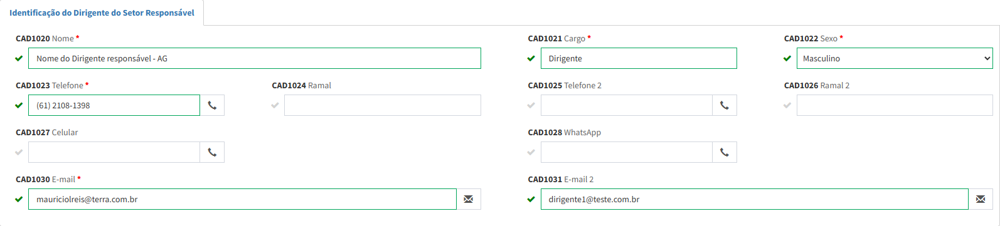 Identificação do Dirigente do Setor Responsável
CAD1020 Nome * CAD1021 Cargo * CAD1022 Sexo *
Nome do Dirigente responsável - AG Dirigente Masculino
CAD1023 Telefone * CAD1024 Ramal CAD1025 Telefone 2 CAD1026 Ramal 2
(61) 2108-1398
CAD1027 Celular CAD1028 WhatsApp
CAD1030 E-mail * CAD1031 E-mail 2
mauriciolreis@terra.com.br dirigente1@teste.com.br